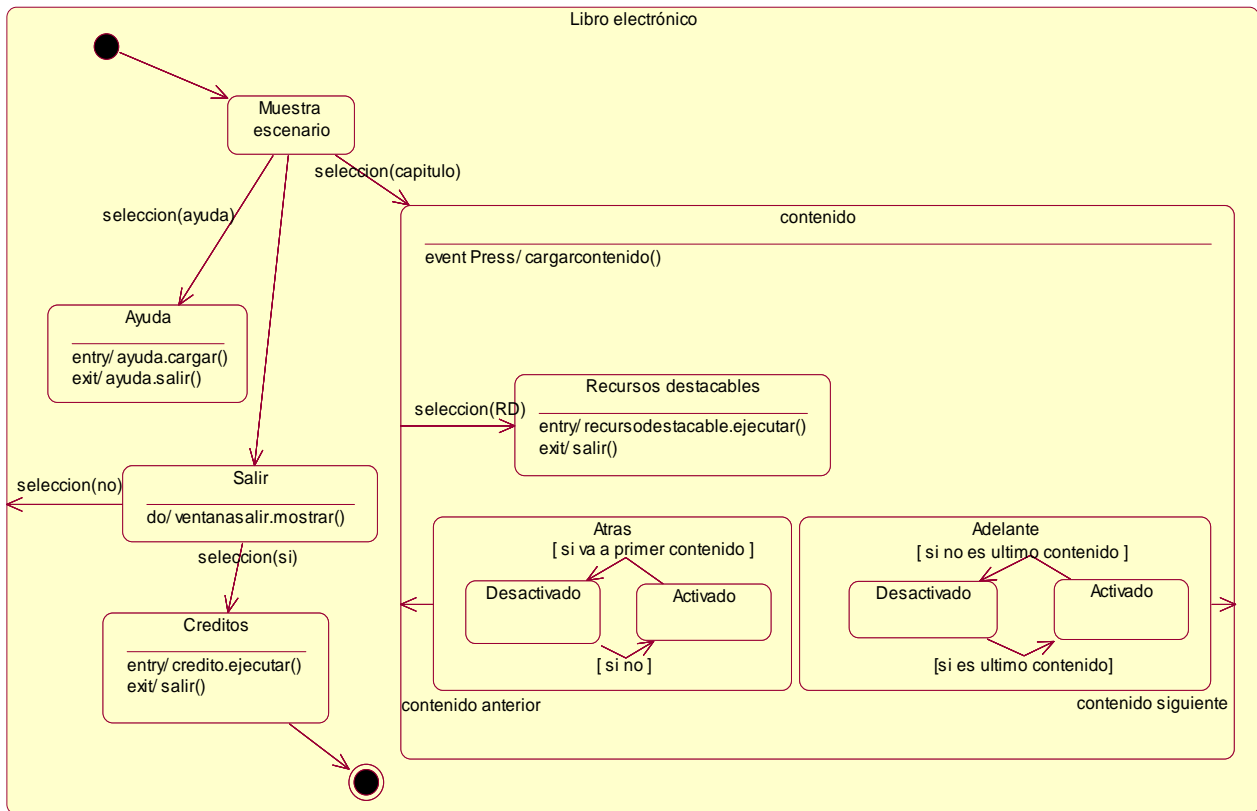 Libro electrónico
Muestra
escenario
seleccion(capitulo)
seleccion(ayuda)
contenido
event Press/ cargarcontenido()
Ayuda
entry/ ayuda.cargar()
exit/ ayuda.salir()
Recursos destacables
seleccion(RD)
entry/ recursodestacable.ejecutar()
exit/ salir()
Salir
seleccion(no)
do/ ventanasalir.mostrar()
seleccion(si)
Atras
[ si va a primer contenido ]
Desactivado
Activado
[ si no ]
Adelante
[ si no es ultimo contenido ]
Desactivado
Activado
[si es ultimo contenido]
Creditos
entry/ credito.ejecutar()
exit/ salir()
contenido anterior
contenido siguiente